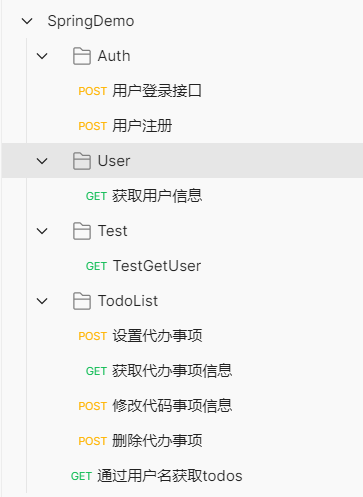 SpringDemo
Auth
POST 用户登录接口
POST 用户注册
User
GET 获取用户信息
Test
GET TestGetUser
TodoList
POST 设置代办事项
GET 获取代办事项信息
POST 修改代码事项信息
POST 删除代办事项
GET 通过用户名获取todos